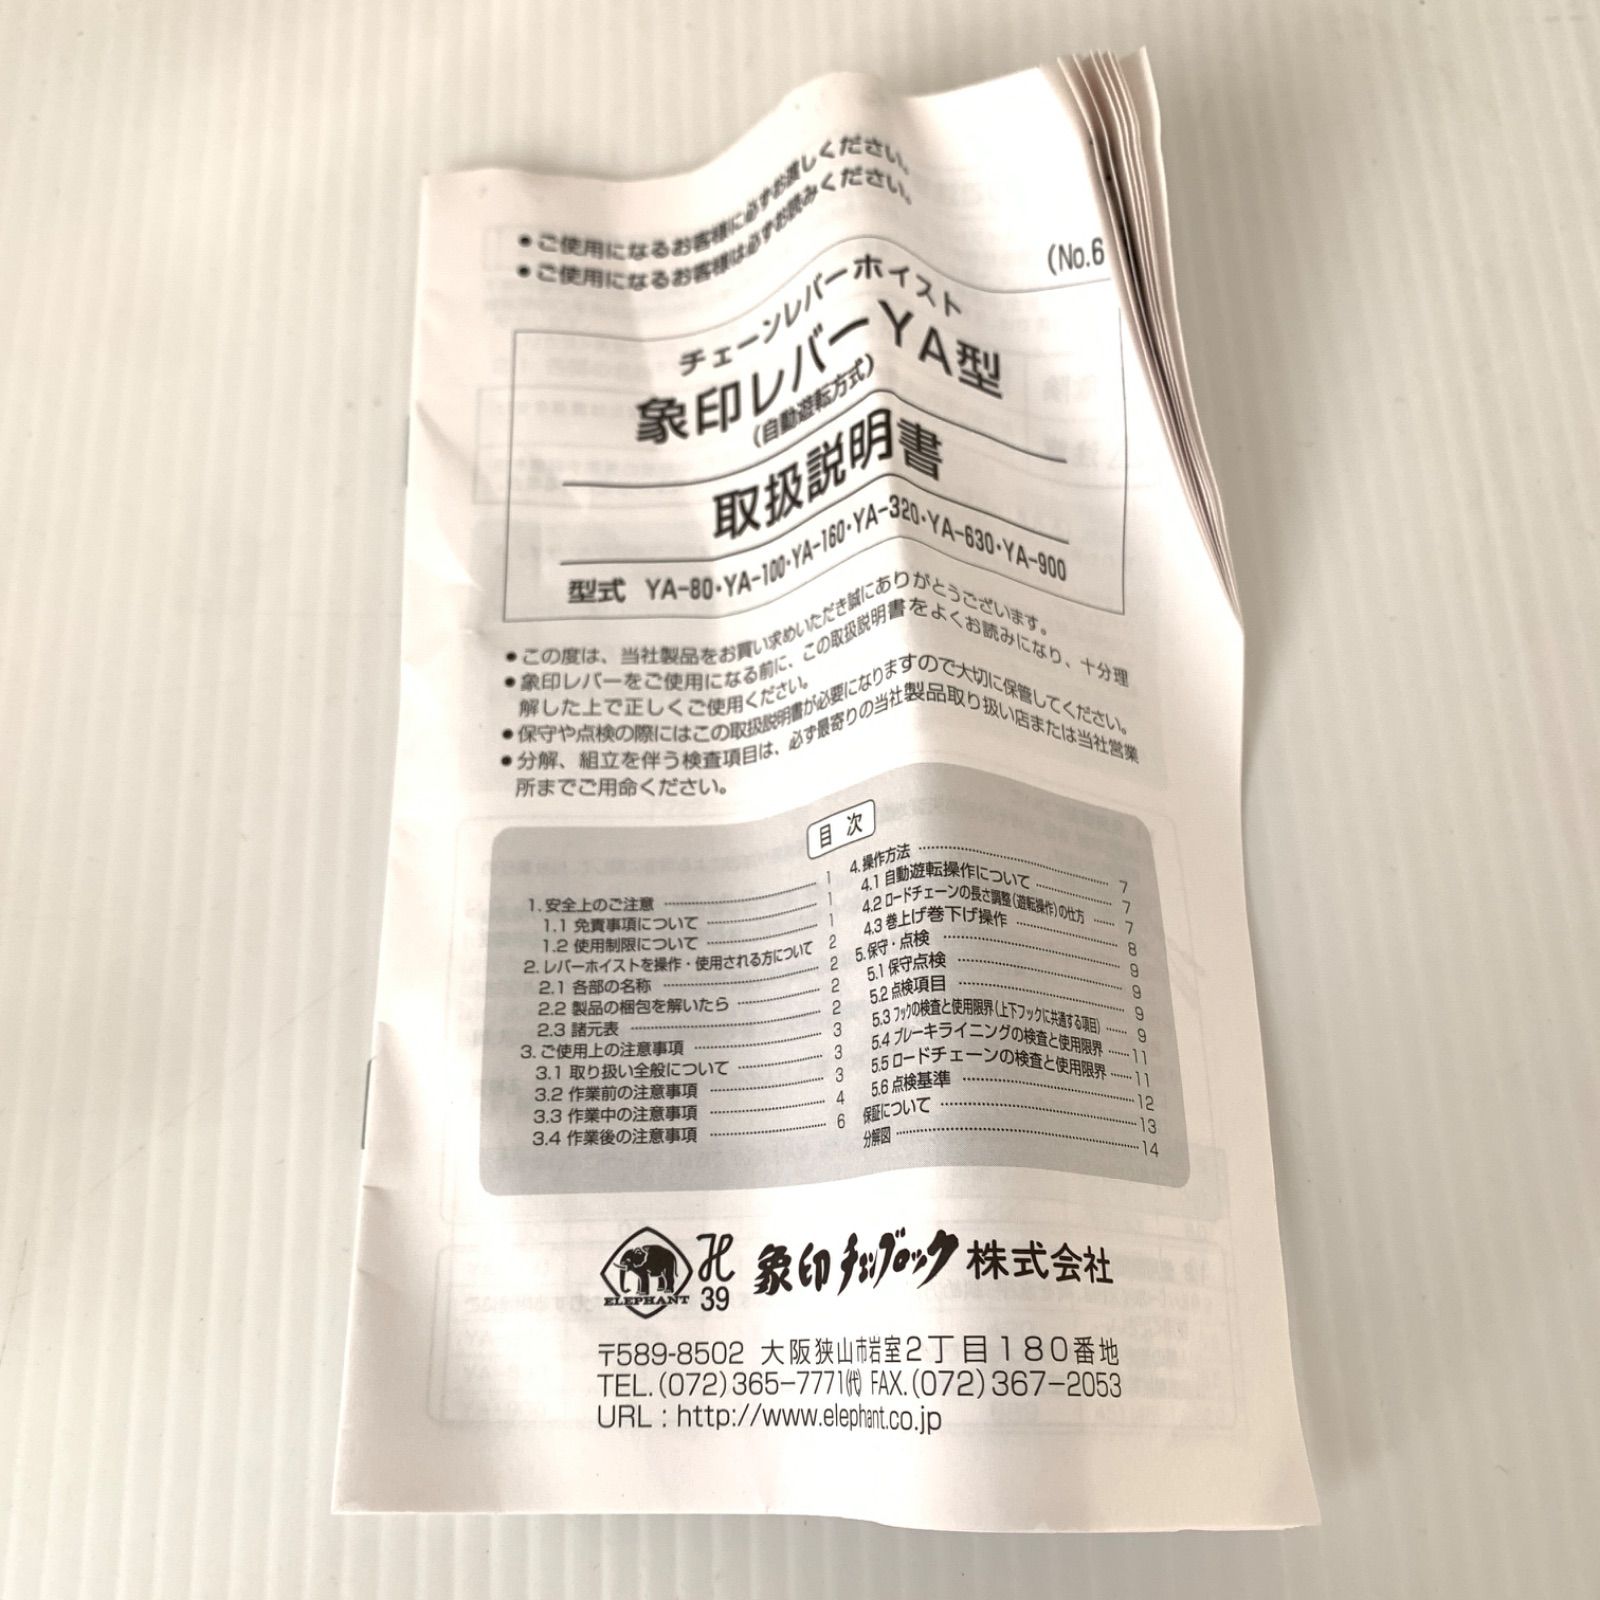 ●ご使用になるお客様に必ずお渡しください。
●ご使用になるお客様は必ずお読みください。
(No.6
チェーンレバーホイスト
象印レバーYA型
(自動遊転方式)
取扱説明書
型式 YA-80・YA-100・YA-160・YA-320・YA-630・YA-900
●この度は、当社製品をお買い求めいただき誠にありがとうございます。
●象印レバーをご使用になる前に、この取扱説明書をよくお読みになり、十分理
解した上で正しくご使用ください。
●保守や点検の際にはこの取扱説明書が必要になりますので大切に保管してください。
●分解、組立を伴う検査項目は、必ず最寄りの当社製品取り扱い店または当社営業
所までご用命ください。
目次
1. 安全上のご注意 1
1.1 免責事項について 1
1.2 使用制限について 1
2. レバーホイストを操作・使用される方について 2
2.1 各部の名称 2
2.2 製品の梱包を解いたら 2
2.3 諸元表 2
3. ご使用上の注意事項 3
3.1 取り扱い全般について 3
3.2 作業前の注意事項 3
3.3 作業中の注意事項 4
3.4 作業後の注意事項 6
4. 操作方法 7
4.1 自動遊転操作について 7
4.2 ロードチェーンの長さ調整(遊転操作)の仕方 7
4.3 巻上げ巻下げ操作 8
5. 保守・点検 9
5.1 保守点検 9
5.2 点検項目 9
5.3 フックの検査と使用限界(上下フックに共通する項目) 9
5.4 ブレーキライニングの検査と使用限界 11
5.5 ロードチェーンの検査と使用限界 11
5.6 点検基準 12
保証について 13
分解図 14
ELEPHANT
39
象印チェンブロック株式会社
〒589-8502 大阪狭山市岩室2丁目180番地
TEL.(072)365-7771(代) FAX.(072)367-2053
URL : http://www.elephant.co.jp